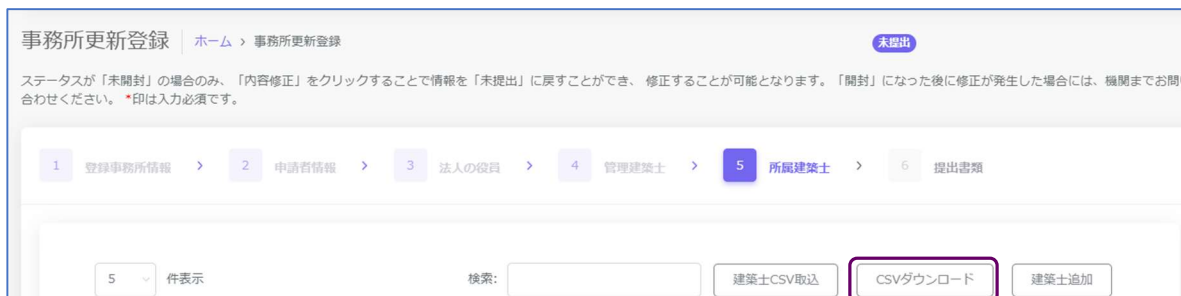 事務所更新登録 ホーム › 事務所更新登録 未提出
ステータスが「未開封」の場合のみ、「内容修正」をクリックすることで情報を「未提出」に戻すことができ、 修正することが可能となります。「開封」になった後に修正が発生した場合には、機関までお問い
合わせください。 *印は入力必須です。
1 登録事務所情報 › 2 申請者情報 › 3 法人の役員 › 4 管理建築士 › 5 所属建築士 › 6 提出書類
5 件表示 検索: 建築士CSV取込 CSVダウンロード 建築士追加